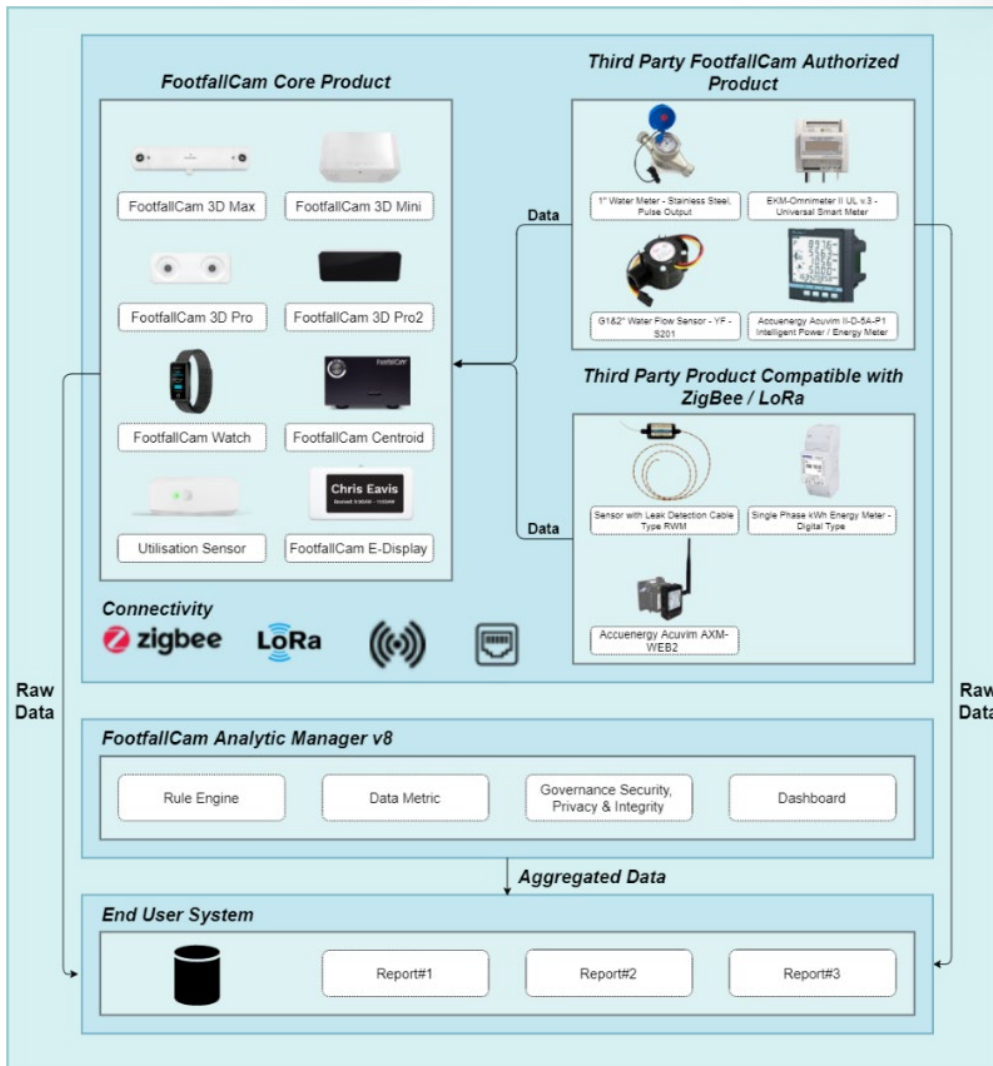 FootfallCam Core Product
FootfallCam 3D Max
FootfallCam 3D Mini
FootfallCam 3D Pro
FootfallCam 3D Pro2
FootfallCam
FootfallCam Watch
FootfallCam Centroid
Chris Eavis
Utilisation Sensor
FootfallCam E-Display
Connectivity
zigbee
LoRa
Third Party FootfallCam Authorized
Product
1" Water Meter - Stainless Steel,
Pulse Output
EKM-Omnimeter II UL v.3 -
Universal Smart Meter
G1&2" Water Flow Sensor - YF -
S201
Accuenergy Acuvim II-D-5A-P1
Intelligent Power / Energy Meter
Data
Third Party Product Compatible with
ZigBee / LoRa
Sensor with Leak Detection Cable
Type RWM
Single Phase kWh Energy Meter -
Digital Type
Accuenergy Acuvim AXM-
WEB2
Data
Raw
Data
Raw
Data
FootfallCam Analytic Manager v8
Rule Engine
Data Metric
Governance Security,
Privacy & Integrity
Dashboard
Aggregated Data
End User System
Report#1
Report#2
Report#3